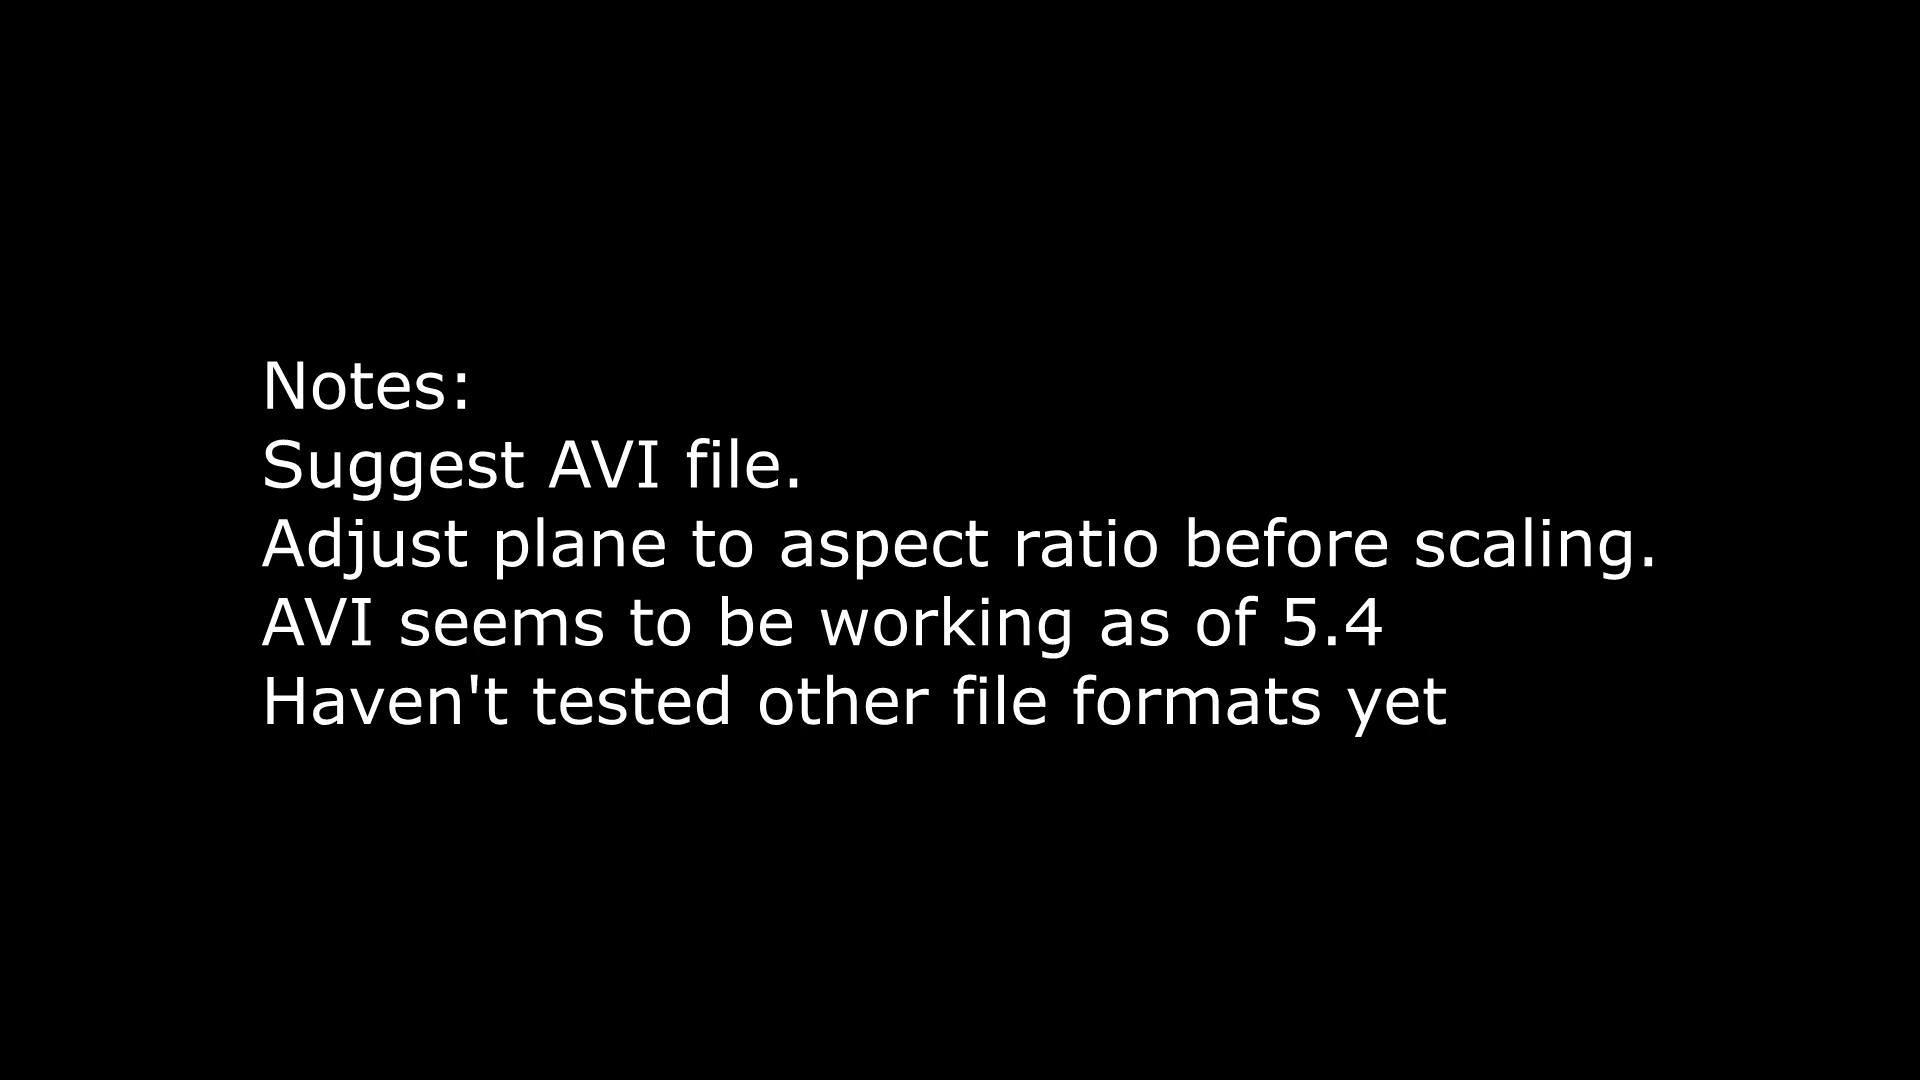 Notes:
Suggest AVI file.
Adjust plane to aspect ratio before scaling.
AVI seems to be working as of 5.4
Haven't tested other file formats yet